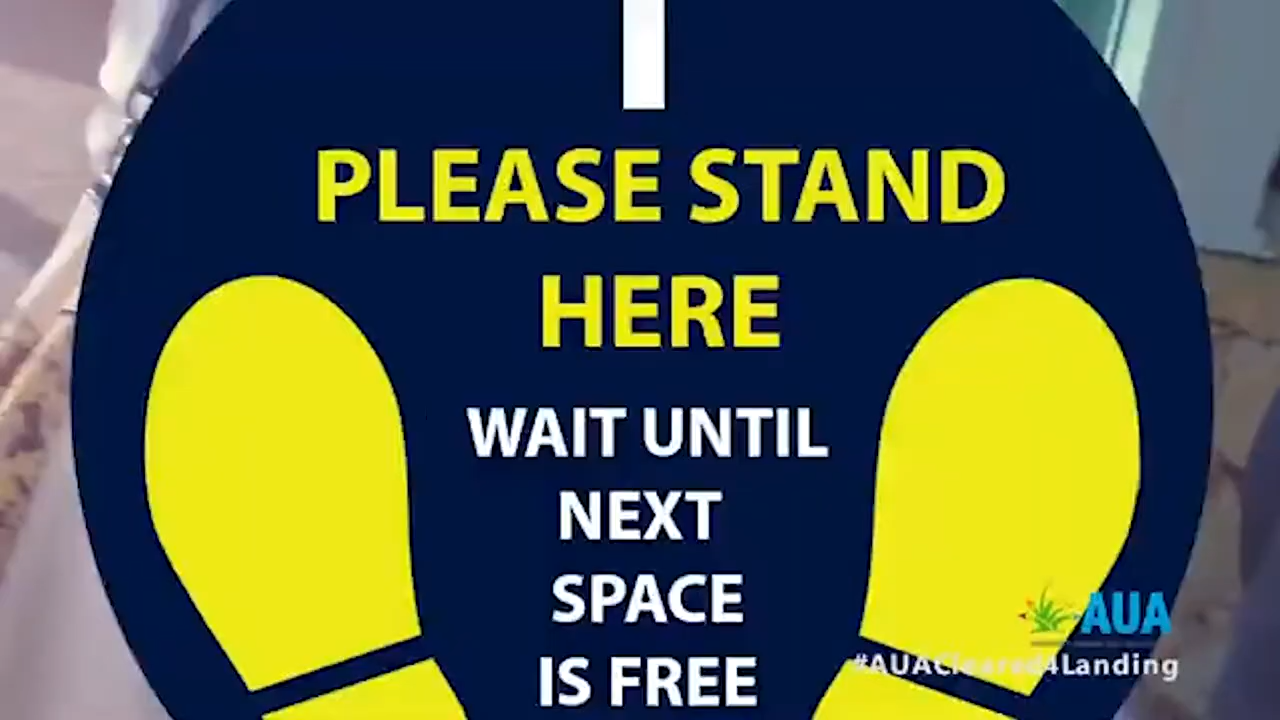 PLEASE STAND
HERE
WAIT UNTIL
NEXT
SPACE
IS FREE
AUA
#AUACleared4Landing